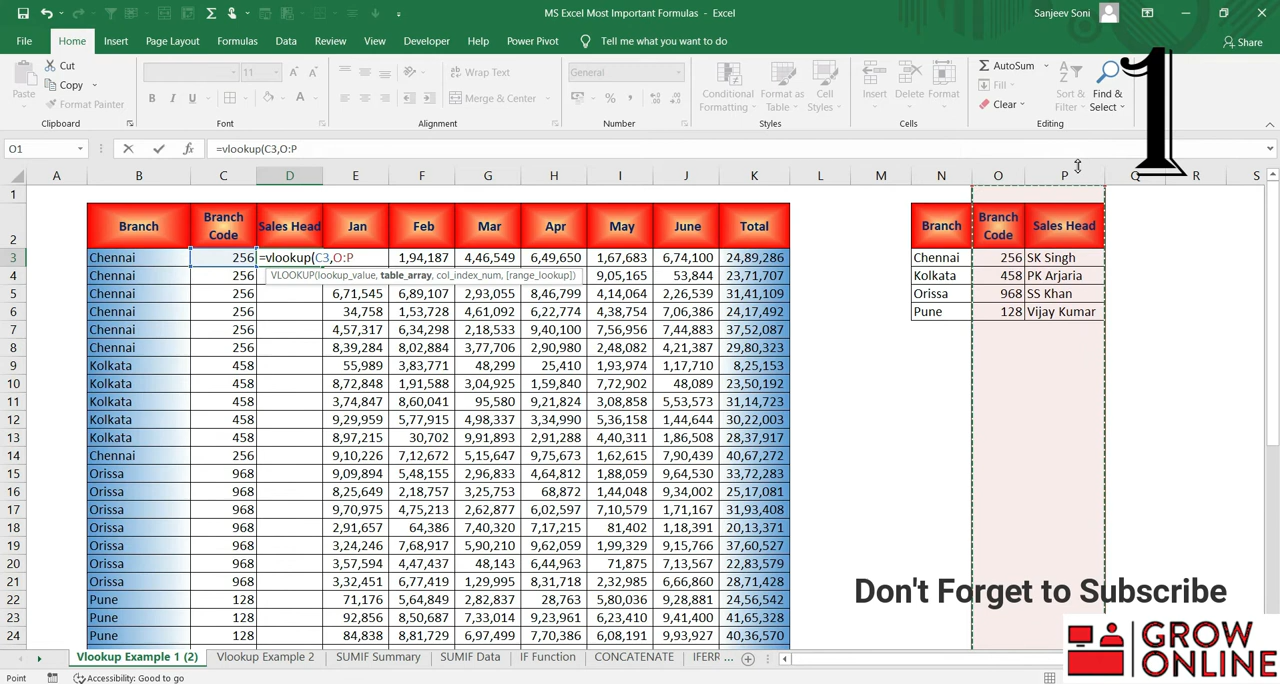 MS Excel Most Important Formulas - Excel
Sanjeev Soni
File Home Insert Page Layout Formulas Data Review View Developer Help Power Pivot Tell me what you want to do Share
Paste Cut Copy Format Painter Clipboard
11 B I U Font
Wrap Text Merge & Center Alignment
General % Number
Conditional Formatting Format as Table Cell Styles Styles
Insert Delete Format Cells
AutoSum Fill Clear Sort & Filter Find & Select Editing
1
O1 fx =vlookup(C3,O:P
A B C D E F G H I J K L M N O P Q R S
1
2 Branch Branch Code Sales Head Jan Feb Mar Apr May June Total Branch Branch Code Sales Head
3 Chennai 256 =vlookup(C3,O:P 1,94,187 4,46,549 6,49,650 1,67,683 6,74,100 24,89,286 Chennai 256 SK Singh
4 Chennai 256 VLOOKUP(lookup_value, table_array, col_index_num, [range_lookup]) 9,05,165 53,844 23,71,707 Kolkata 458 PK Arjaria
5 Chennai 256 6,71,545 6,89,107 2,93,055 8,46,799 4,14,064 2,26,539 31,41,109 Orissa 968 SS Khan
6 Chennai 256 34,758 1,53,728 4,61,092 6,22,774 4,38,754 7,06,386 24,17,492 Pune 128 Vijay Kumar
7 Chennai 256 4,57,317 6,34,298 2,18,533 9,40,100 7,56,956 7,44,883 37,52,087
8 Chennai 256 8,39,284 8,02,884 3,77,706 2,90,980 2,48,082 4,21,387 29,80,323
9 Kolkata 458 55,989 3,83,771 48,299 25,410 1,93,974 1,17,710 8,25,153
10 Kolkata 458 8,72,848 1,91,588 3,04,925 1,59,840 7,72,902 48,089 23,50,192
11 Kolkata 458 3,74,847 8,60,041 95,580 9,21,824 3,08,858 5,53,573 31,14,723
12 Kolkata 458 9,29,959 5,77,915 4,98,337 3,34,990 5,36,158 1,44,644 30,22,003
13 Kolkata 458 8,97,215 30,702 9,91,893 2,91,288 4,40,311 1,86,508 28,37,917
14 Chennai 256 9,10,226 7,12,672 5,15,647 9,75,673 1,62,615 7,90,439 40,67,272
15 Orissa 968 9,09,894 5,48,155 2,96,833 4,64,812 1,88,059 9,64,530 33,72,283
16 Orissa 968 8,25,649 2,18,757 3,25,753 68,872 1,44,048 9,34,002 25,17,081
17 Orissa 968 9,70,975 4,75,213 2,62,877 6,02,597 7,10,579 1,71,167 31,93,408
18 Orissa 968 2,91,657 64,386 7,40,320 7,17,215 81,402 1,18,391 20,13,371
19 Orissa 968 3,24,246 7,68,917 5,90,210 9,62,059 1,99,329 9,15,766 37,60,527
20 Orissa 968 3,57,594 4,47,437 48,143 6,44,963 71,875 7,13,567 22,83,579
21 Orissa 968 3,32,451 6,77,419 1,29,995 8,31,718 2,32,985 6,66,860 28,71,428
22 Pune 128 71,176 5,64,849 2,82,837 28,763 5,80,036 9,28,881 24,56,542
23 Pune 128 92,856 8,50,687 7,33,014 9,23,961 6,23,410 9,41,400 41,65,328
24 Pune 128 84,838 8,81,729 6,97,499 7,70,386 6,08,191 9,93,927 40,36,570
Don't Forget to Subscribe
GROW
ONLINE
Vlookup Example 1 (2) Vlookup Example 2 SUMIF Summary SUMIF Data IF Function CONCATENATE IFERR ...
Point Accessibility: Good to go